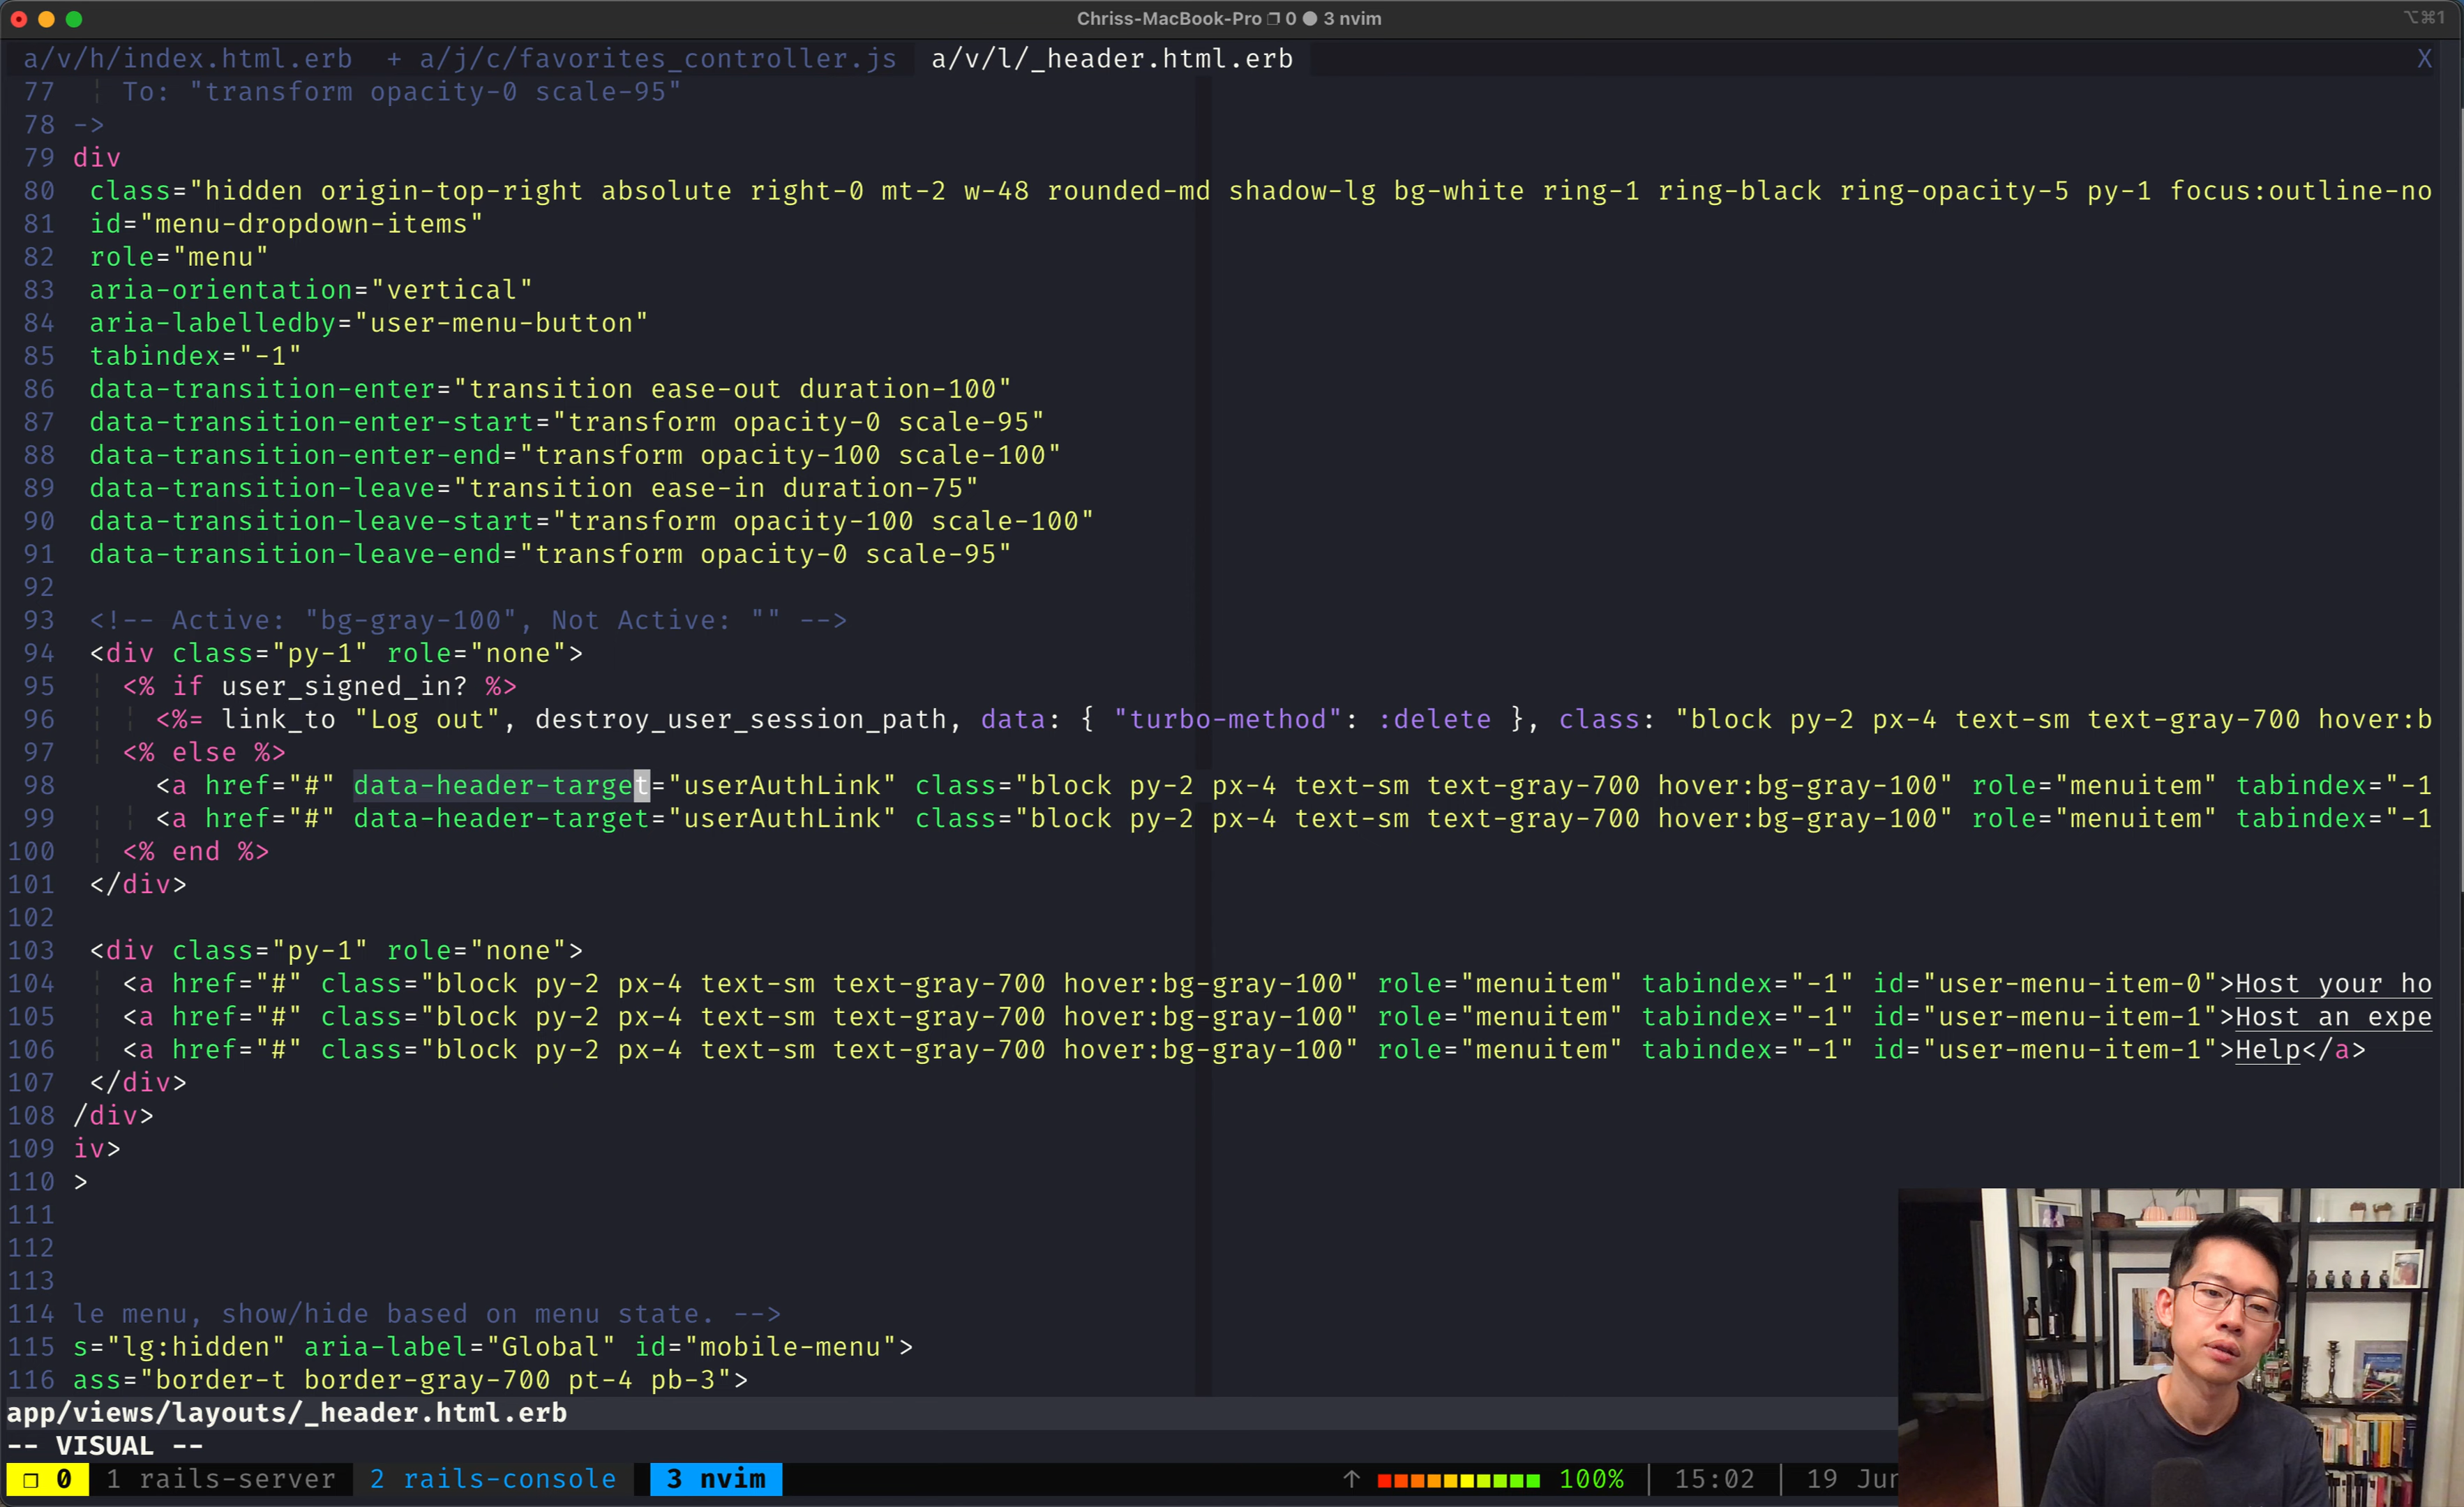 Chriss-MacBook-Pro 0 3 nvim ⌥⌘1
a/v/h/index.html.erb + a/j/c/favorites_controller.js a/v/l/_header.html.erb X
77 To: "transform opacity-0 scale-95"
78 ->
79 div
80 class="hidden origin-top-right absolute right-0 mt-2 w-48 rounded-md shadow-lg bg-white ring-1 ring-black ring-opacity-5 py-1 focus:outline-no
81 id="menu-dropdown-items"
82 role="menu"
83 aria-orientation="vertical"
84 aria-labelledby="user-menu-button"
85 tabindex="-1"
86 data-transition-enter="transition ease-out duration-100"
87 data-transition-enter-start="transform opacity-0 scale-95"
88 data-transition-enter-end="transform opacity-100 scale-100"
89 data-transition-leave="transition ease-in duration-75"
90 data-transition-leave-start="transform opacity-100 scale-100"
91 data-transition-leave-end="transform opacity-0 scale-95"
92
93 <!-- Active: "bg-gray-100", Not Active: "" -->
94 <div class="py-1" role="none">
95 <% if user_signed_in? %>
96 <%= link_to "Log out", destroy_user_session_path, data: { "turbo-method": :delete }, class: "block py-2 px-4 text-sm text-gray-700 hover:b
97 <% else %>
98 <a href="#" data-header-target="userAuthLink" class="block py-2 px-4 text-sm text-gray-700 hover:bg-gray-100" role="menuitem" tabindex="-1
99 <a href="#" data-header-target="userAuthLink" class="block py-2 px-4 text-sm text-gray-700 hover:bg-gray-100" role="menuitem" tabindex="-1
100 <% end %>
101 </div>
102
103 <div class="py-1" role="none">
104 <a href="#" class="block py-2 px-4 text-sm text-gray-700 hover:bg-gray-100" role="menuitem" tabindex="-1" id="user-menu-item-0">Host your ho
105 <a href="#" class="block py-2 px-4 text-sm text-gray-700 hover:bg-gray-100" role="menuitem" tabindex="-1" id="user-menu-item-1">Host an expe
106 <a href="#" class="block py-2 px-4 text-sm text-gray-700 hover:bg-gray-100" role="menuitem" tabindex="-1" id="user-menu-item-1">Help</a>
107 </div>
108 /div>
109 iv>
110 >
111
112
113
114 le menu, show/hide based on menu state. -->
115 s="lg:hidden" aria-label="Global" id="mobile-menu">
116 ass="border-t border-gray-700 pt-4 pb-3">
app/views/layouts/_header.html.erb
-- VISUAL --
0 1 rails-server 2 rails-console 3 nvim ↑ 100% | 15:02 | 19 Jun